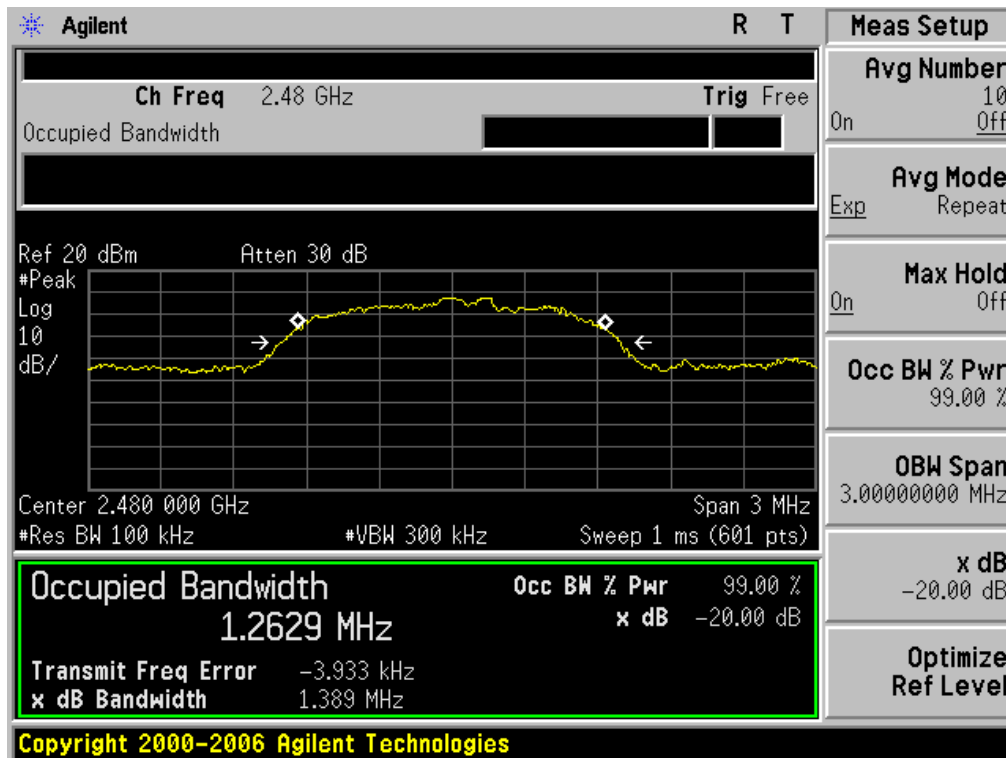 Agilent R T
Ch Freq 2.48 GHz Trig Free
Occupied Bandwidth
Ref 20 dBm Atten 30 dB
#Peak
Log
10
dB/
Center 2.480 000 GHz Span 3 MHz
#Res BW 100 kHz #VBW 300 kHz Sweep 1 ms (601 pts)
Occupied Bandwidth
1.2629 MHz
Occ BW % Pwr 99.00 %
x dB -20.00 dB
Transmit Freq Error -3.933 kHz
x dB Bandwidth 1.389 MHz
Copyright 2000-2006 Agilent Technologies
Meas Setup
Avg Number
10
On Off
Avg Mode
Exp Repeat
Max Hold
On Off
Occ BW % Pwr
99.00 %
OBW Span
3.00000000 MHz
x dB
-20.00 dB
Optimize
Ref Level